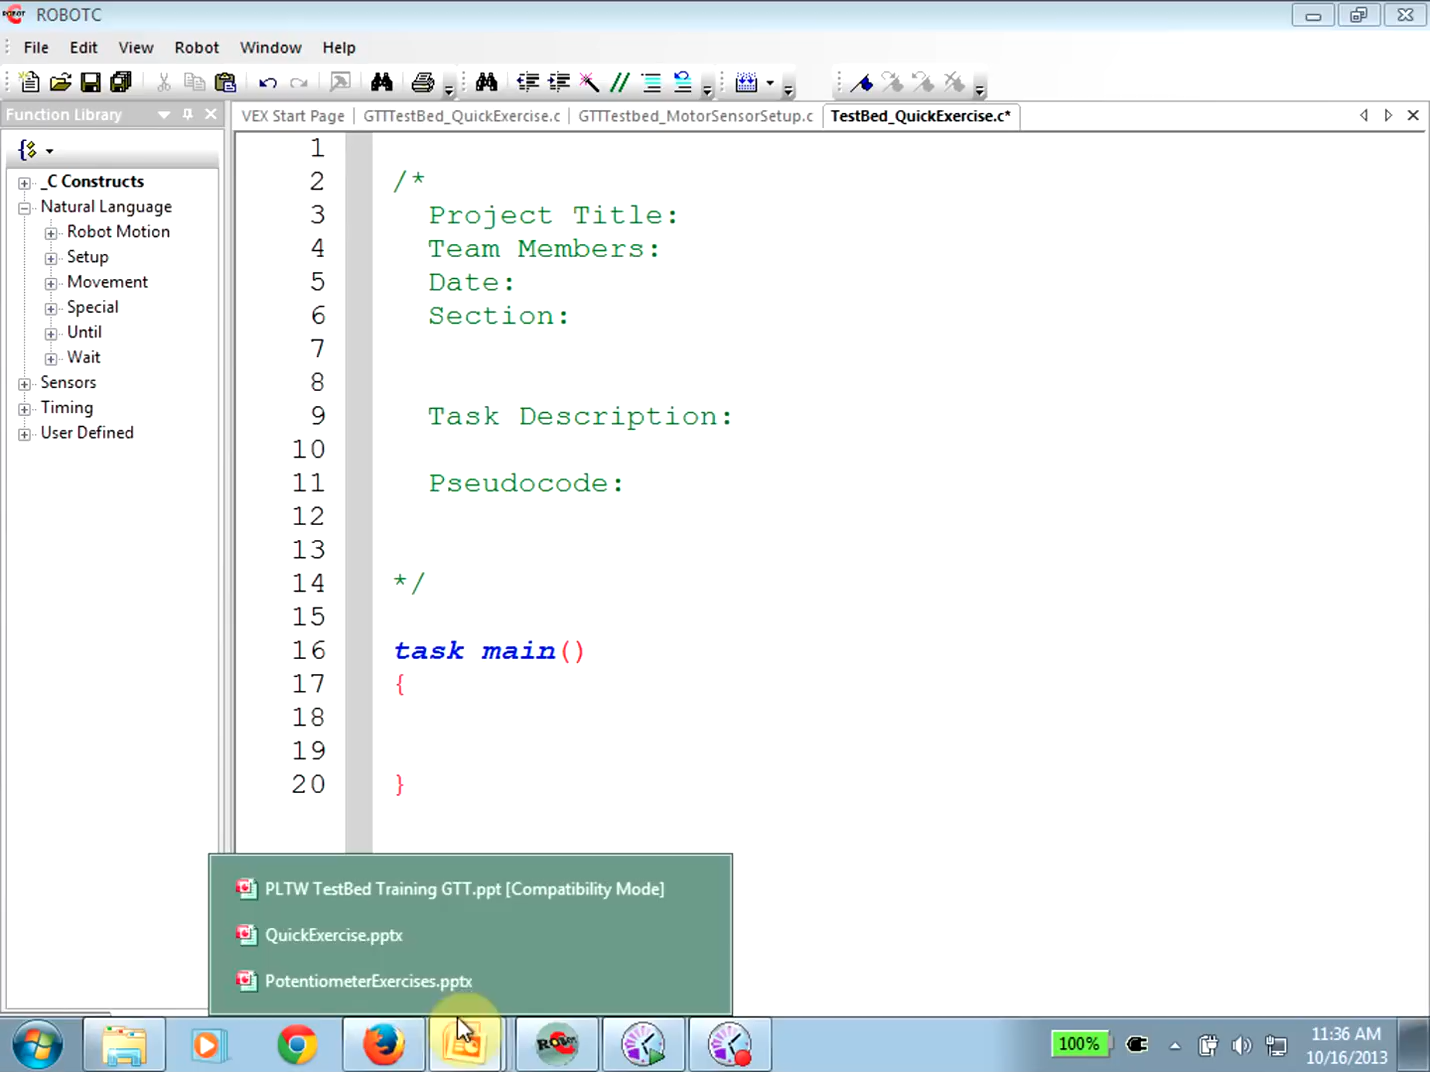 ROBOTC
File Edit View Robot Window Help
Function Library
VEX Start Page GTTTestBed_QuickExercise.c GTTTestbed_MotorSensorSetup.c TestBed_QuickExercise.c*
_C Constructs
Natural Language
Robot Motion
Setup
Movement
Special
Until
Wait
Sensors
Timing
User Defined
1
2 /*
3 Project Title:
4 Team Members:
5 Date:
6 Section:
7
8
9 Task Description:
10
11 Pseudocode:
12
13
14 */
15
16 task main()
17 {
18
19
20 }
PLTW TestBed Training GTT.ppt [Compatibility Mode]
QuickExercise.pptx
PotentiometerExercises.pptx
100%
11:36 AM
10/16/2013